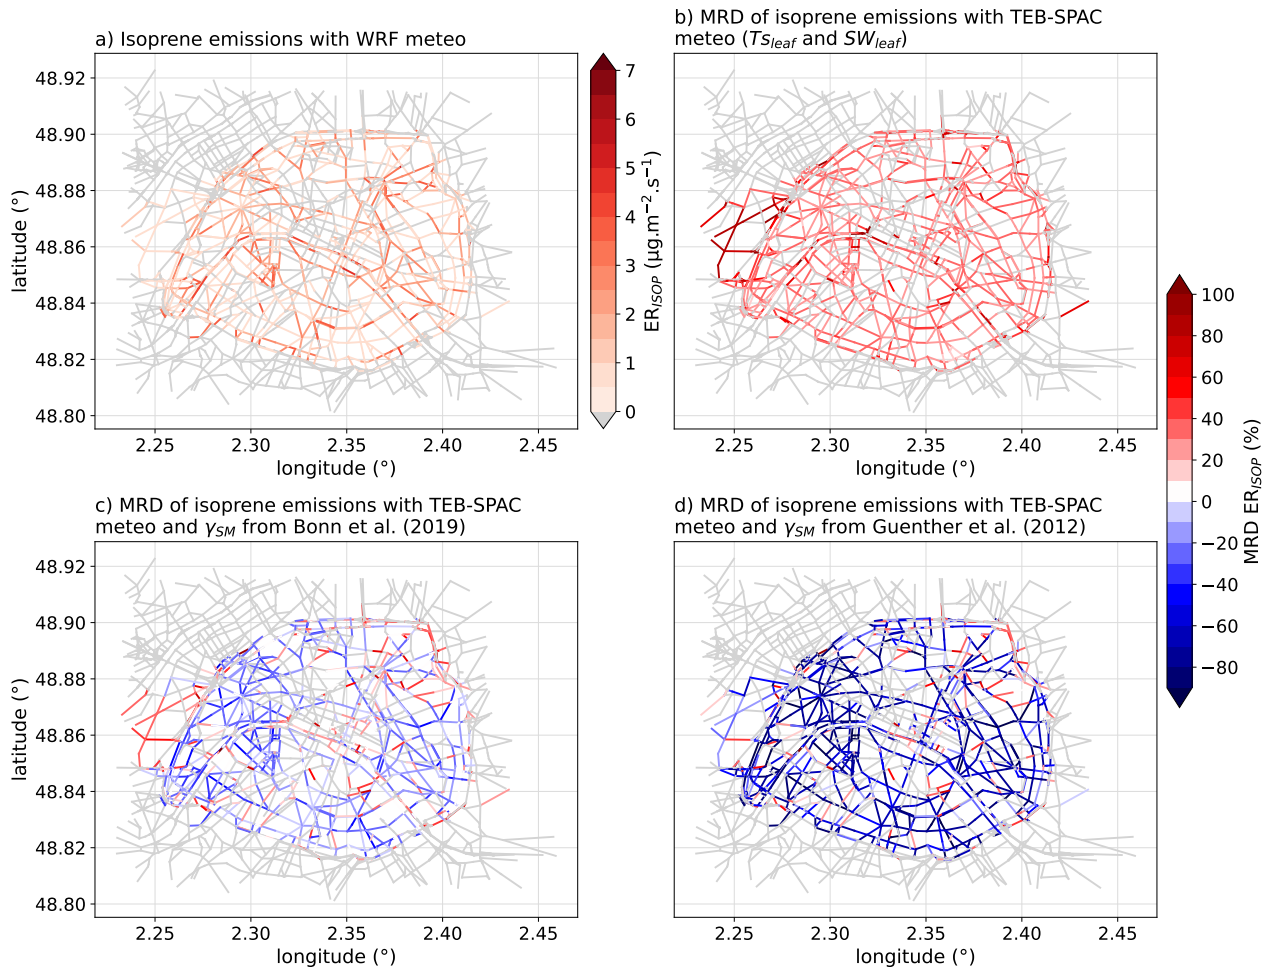 a) Isoprene emissions with WRF meteo
48.92
48.90
48.88
48.86
48.84
48.82
48.80
latitude (°)
2.25 2.30 2.35 2.40 2.45
longitude (°)
7
6
5
4
3
2
1
0
ER_ISOP (µg.m⁻².s⁻¹)
b) MRD of isoprene emissions with TEB-SPAC
meteo (Ts_leaf and SW_leaf)
2.25 2.30 2.35 2.40 2.45
longitude (°)
c) MRD of isoprene emissions with TEB-SPAC
meteo and γ_SM from Bonn et al. (2019)
48.92
48.90
48.88
48.86
48.84
48.82
48.80
latitude (°)
2.25 2.30 2.35 2.40 2.45
longitude (°)
d) MRD of isoprene emissions with TEB-SPAC
meteo and γ_SM from Guenther et al. (2012)
2.25 2.30 2.35 2.40 2.45
longitude (°)
100
80
60
40
20
0
−20
−40
−60
−80
MRD ER_ISOP (%)